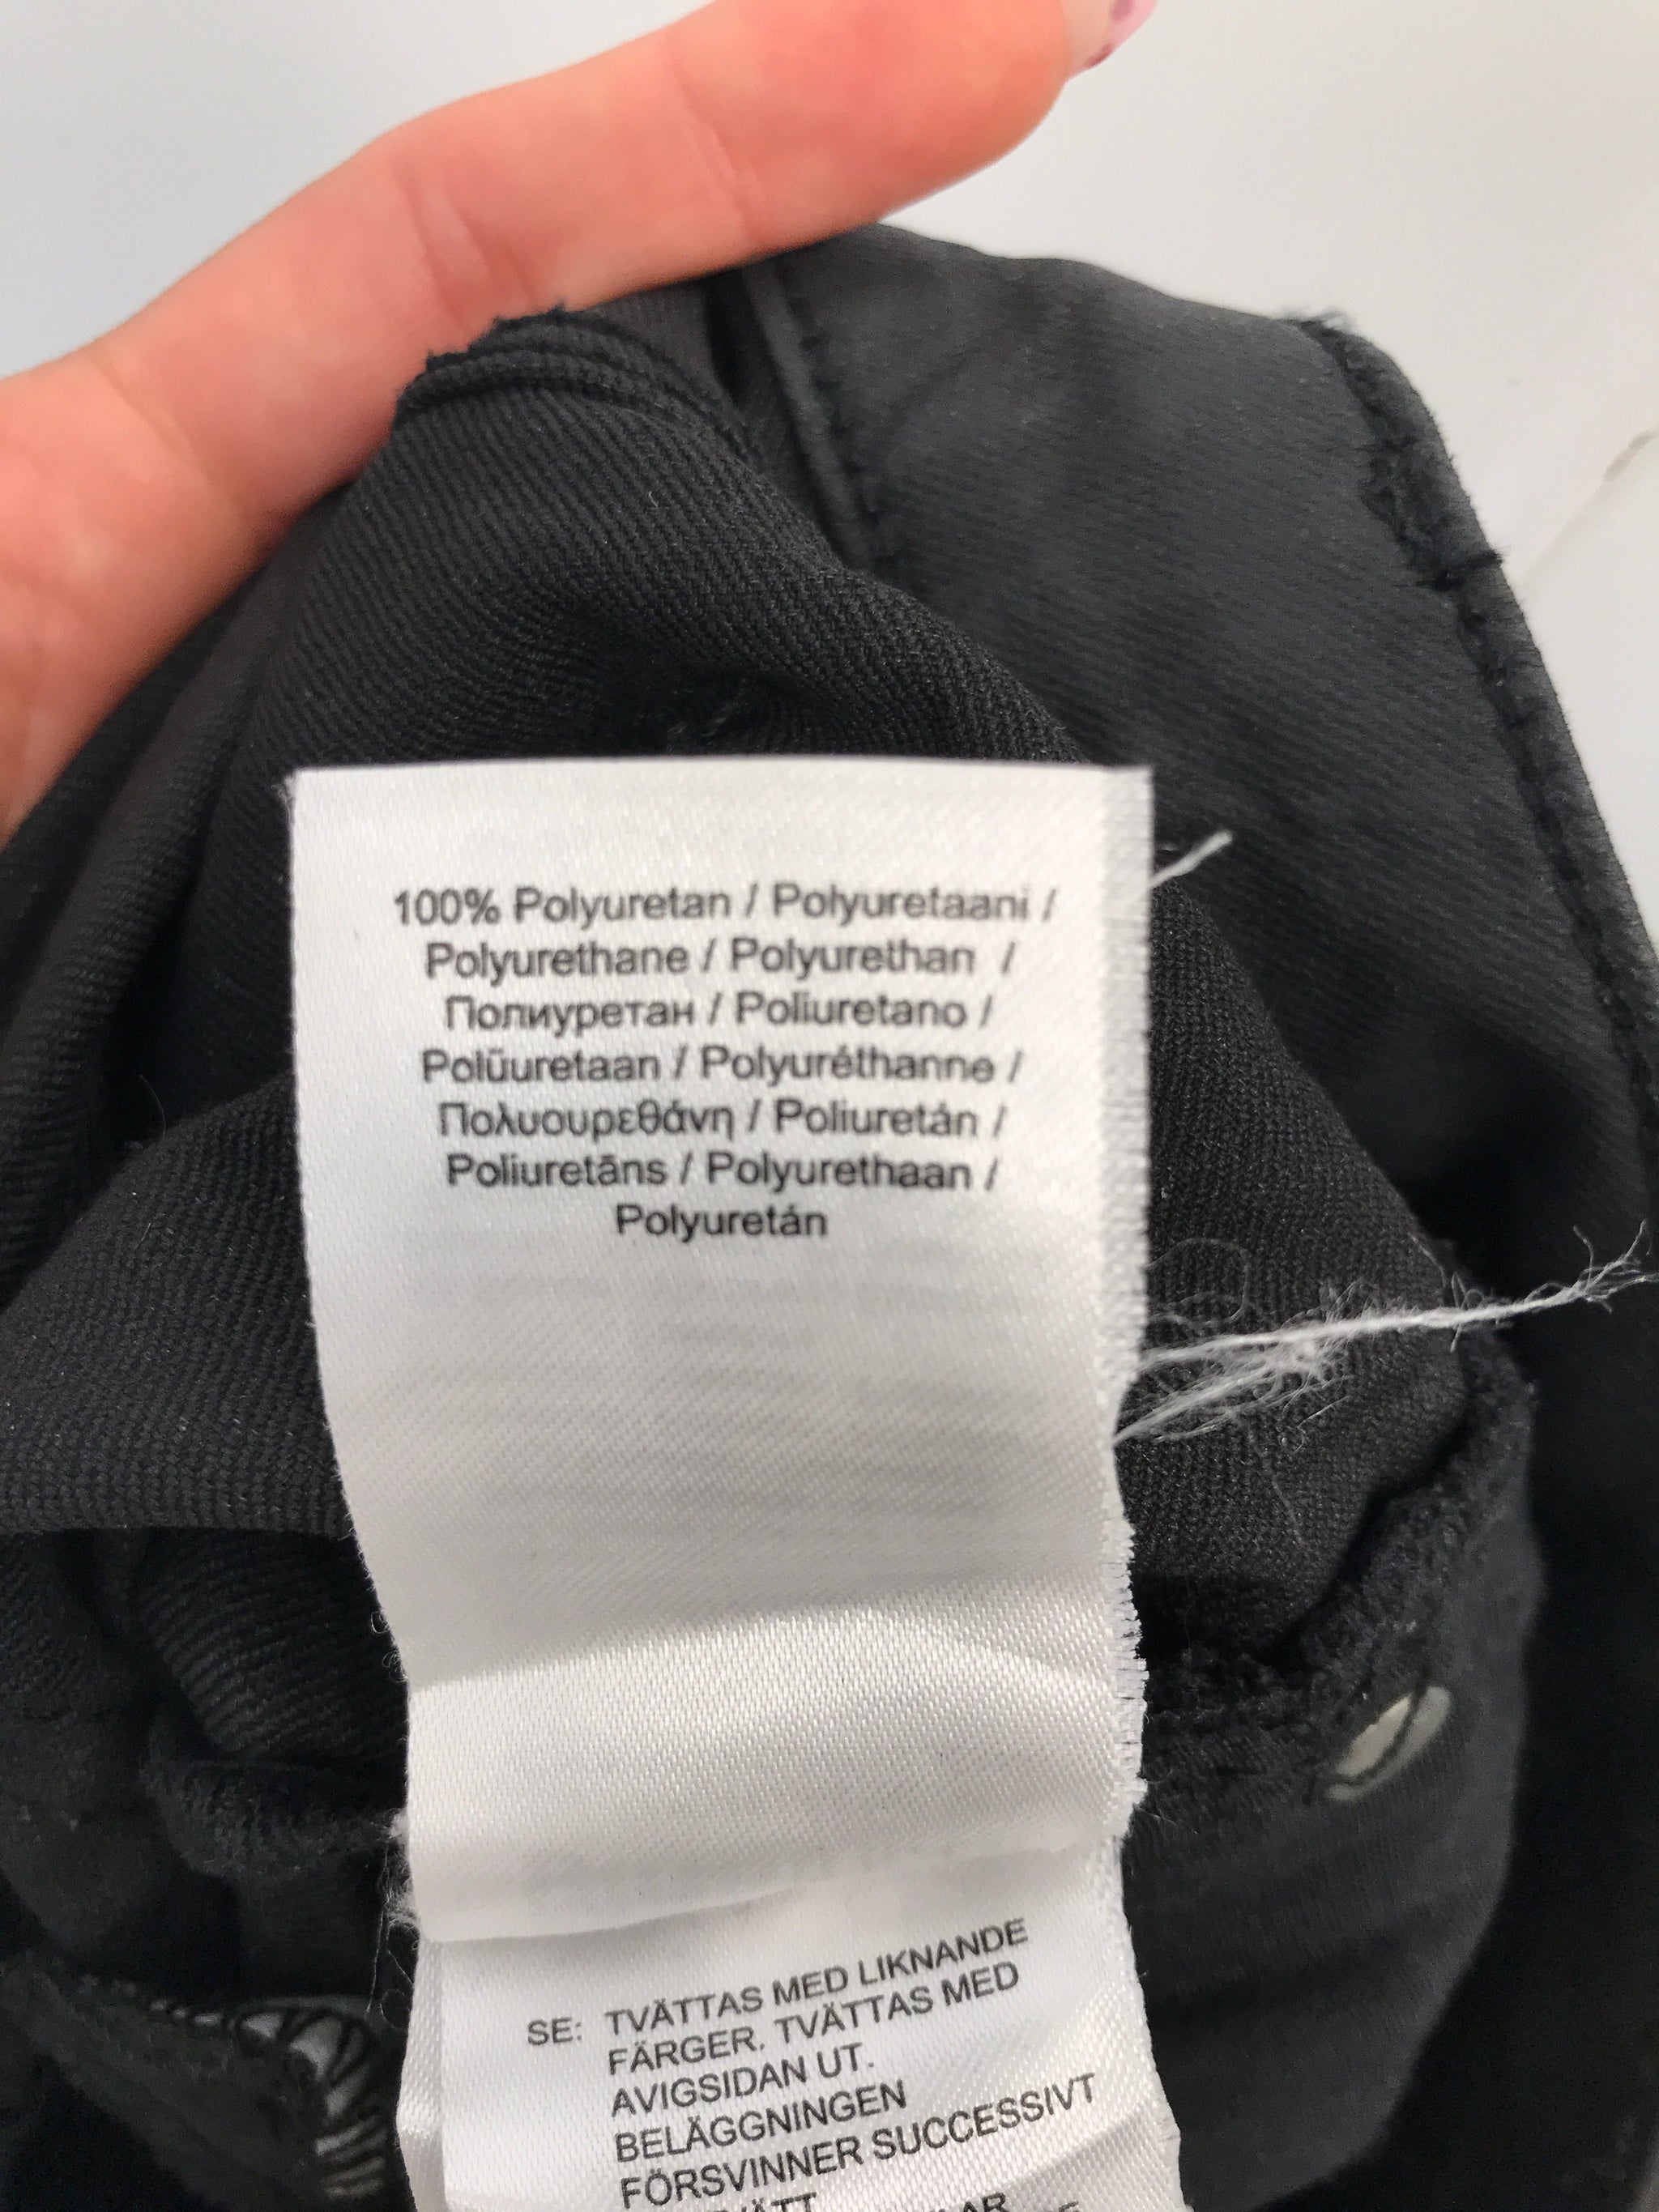 100% Polyuretan / Polyuretaani /
Polyurethane / Polyurethan /
Полиуретан / Poliuretano /
Polüuretaan / Polyuréthanne /
Πολυουρεθάνη / Poliuretán /
Poliuretāns / Polyurethaan /
Polyuretán
SE: TVÄTTAS MED LIKNANDE
FÄRGER. TVÄTTAS MED
AVIGSIDAN UT.
BELÄGGNINGEN
FÖRSVINNER SUCCESSIVT